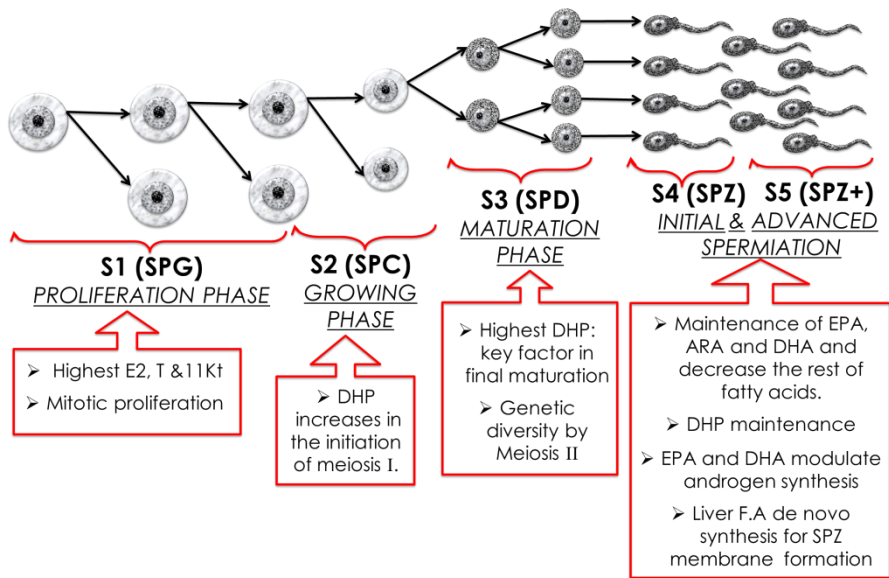 S1 (SPG)
PROLIFERATION PHASE
➢ Highest E2, T &11Kt
➢ Mitotic proliferation
S2 (SPC)
GROWING
PHASE
➢ DHP
increases in
the initiation
of meiosis I.
S3 (SPD)
MATURATION
PHASE
➢ Highest DHP:
key factor in
final maturation
➢ Genetic
diversity by
Meiosis II
S4 (SPZ) S5 (SPZ+)
INITIAL & ADVANCED
SPERMIATION
➢ Maintenance of EPA,
ARA and DHA and
decrease the rest of
fatty acids.
➢ DHP maintenance
➢ EPA and DHA modulate
androgen synthesis
➢ Liver F.A de novo
synthesis for SPZ
membrane formation